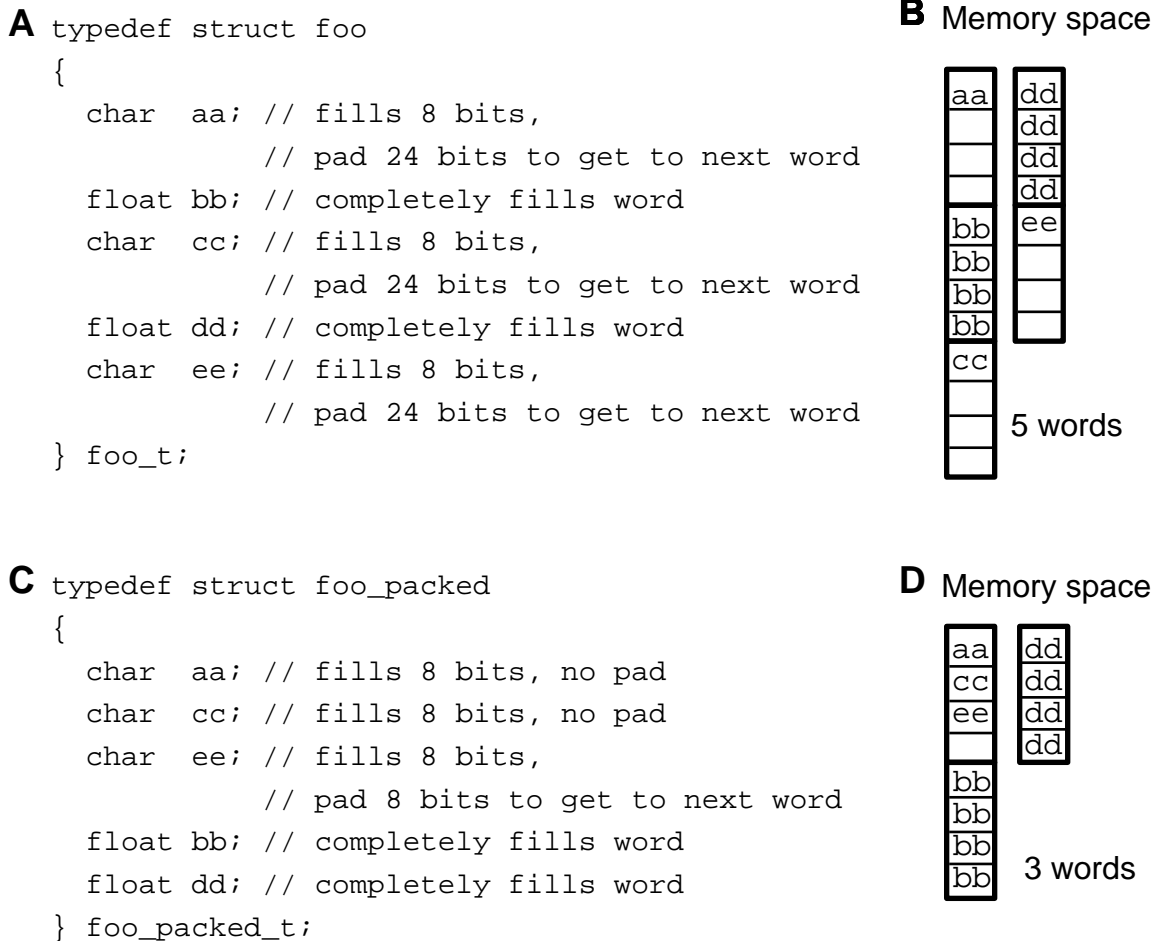 A typedef struct foo
{
char aa; // fills 8 bits,
// pad 24 bits to get to next word
float bb; // completely fills word
char cc; // fills 8 bits,
// pad 24 bits to get to next word
float dd; // completely fills word
char ee; // fills 8 bits,
// pad 24 bits to get to next word
} foo_t;
B Memory space
aa
bb
bb
bb
bb
cc
dd
dd
dd
dd
ee
5 words
C typedef struct foo_packed
{
char aa; // fills 8 bits, no pad
char cc; // fills 8 bits, no pad
char ee; // fills 8 bits,
// pad 8 bits to get to next word
float bb; // completely fills word
float dd; // completely fills word
} foo_packed_t;
D Memory space
aa
cc
ee
bb
bb
bb
bb
dd
dd
dd
dd
3 words